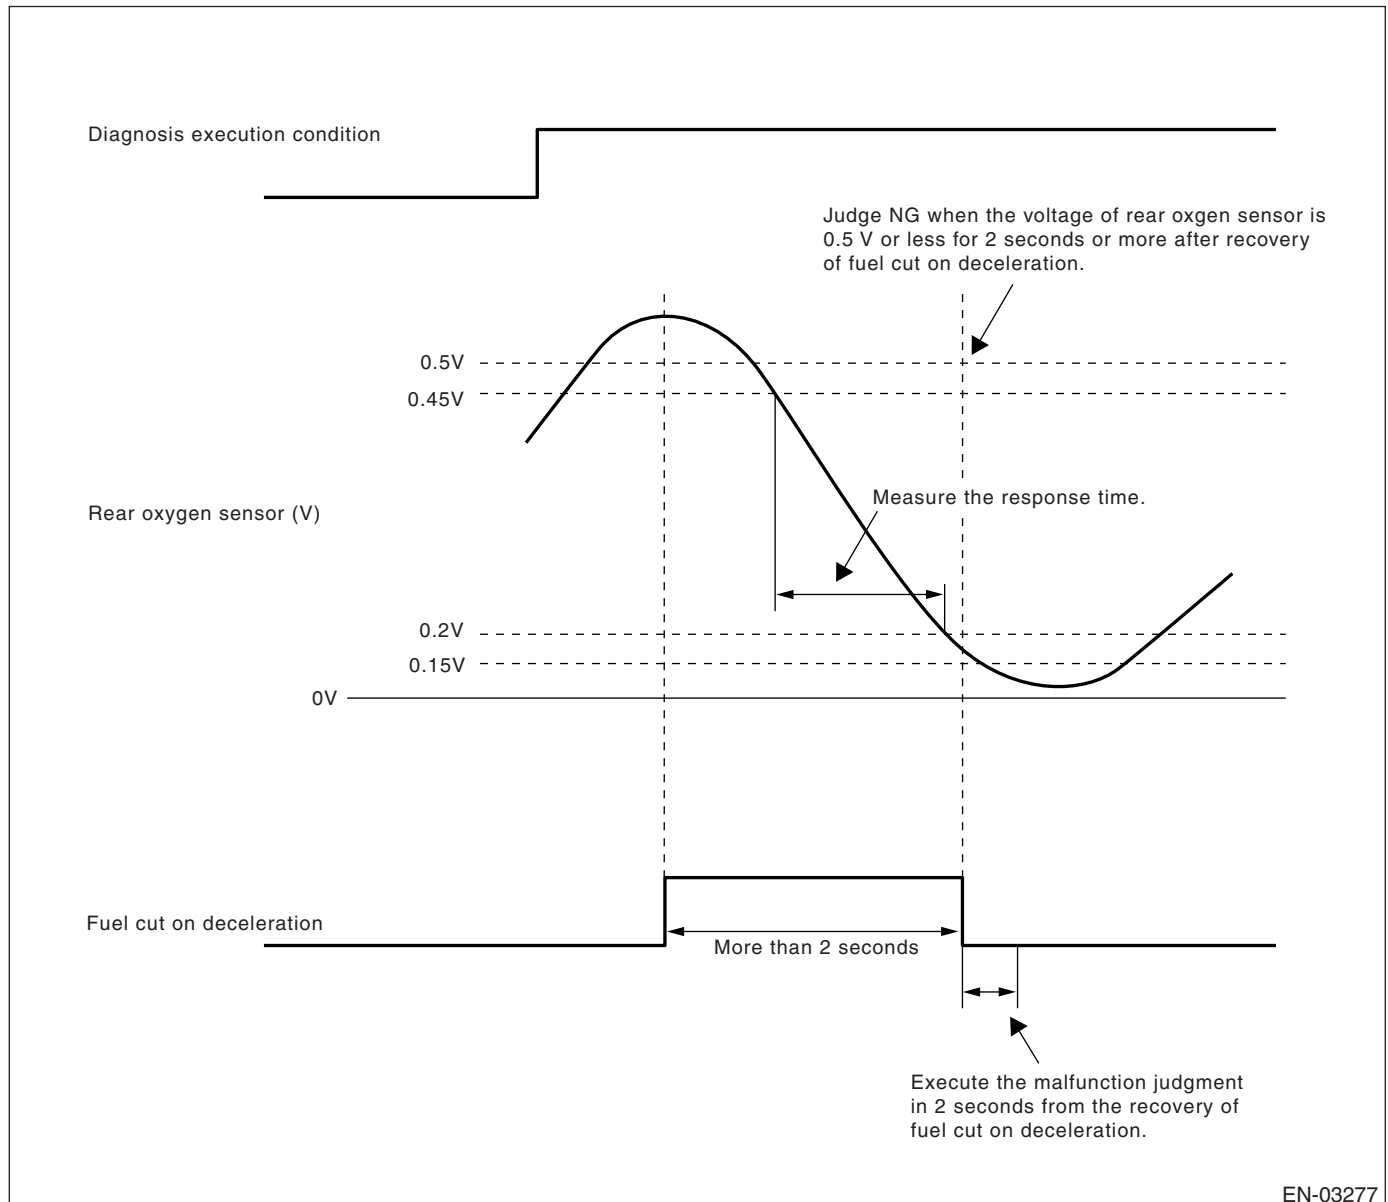 Diagnosis execution condition
Judge NG when the voltage of rear oxgen sensor is
0.5 V or less for 2 seconds or more after recovery
of fuel cut on deceleration.
0.5V
0.45V
Measure the response time.
Rear oxygen sensor (V)
0.2V
0.15V
0V
Fuel cut on deceleration
More than 2 seconds
Execute the malfunction judgment
in 2 seconds from the recovery of
fuel cut on deceleration.
EN-03277